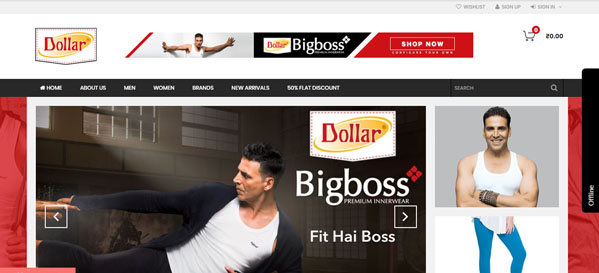 WISHLIST SIGN UP SIGN IN
Dollar
Dollar Bigboss
SHOP NOW
CONFIGURE YOUR OWN
0
₹0.00
HOME ABOUT US MEN WOMEN BRANDS NEW ARRIVALS 50% FLAT DISCOUNT SEARCH
Dollar
Bigboss
PREMIUM INNERWEAR
Fit Hai Boss
Offline